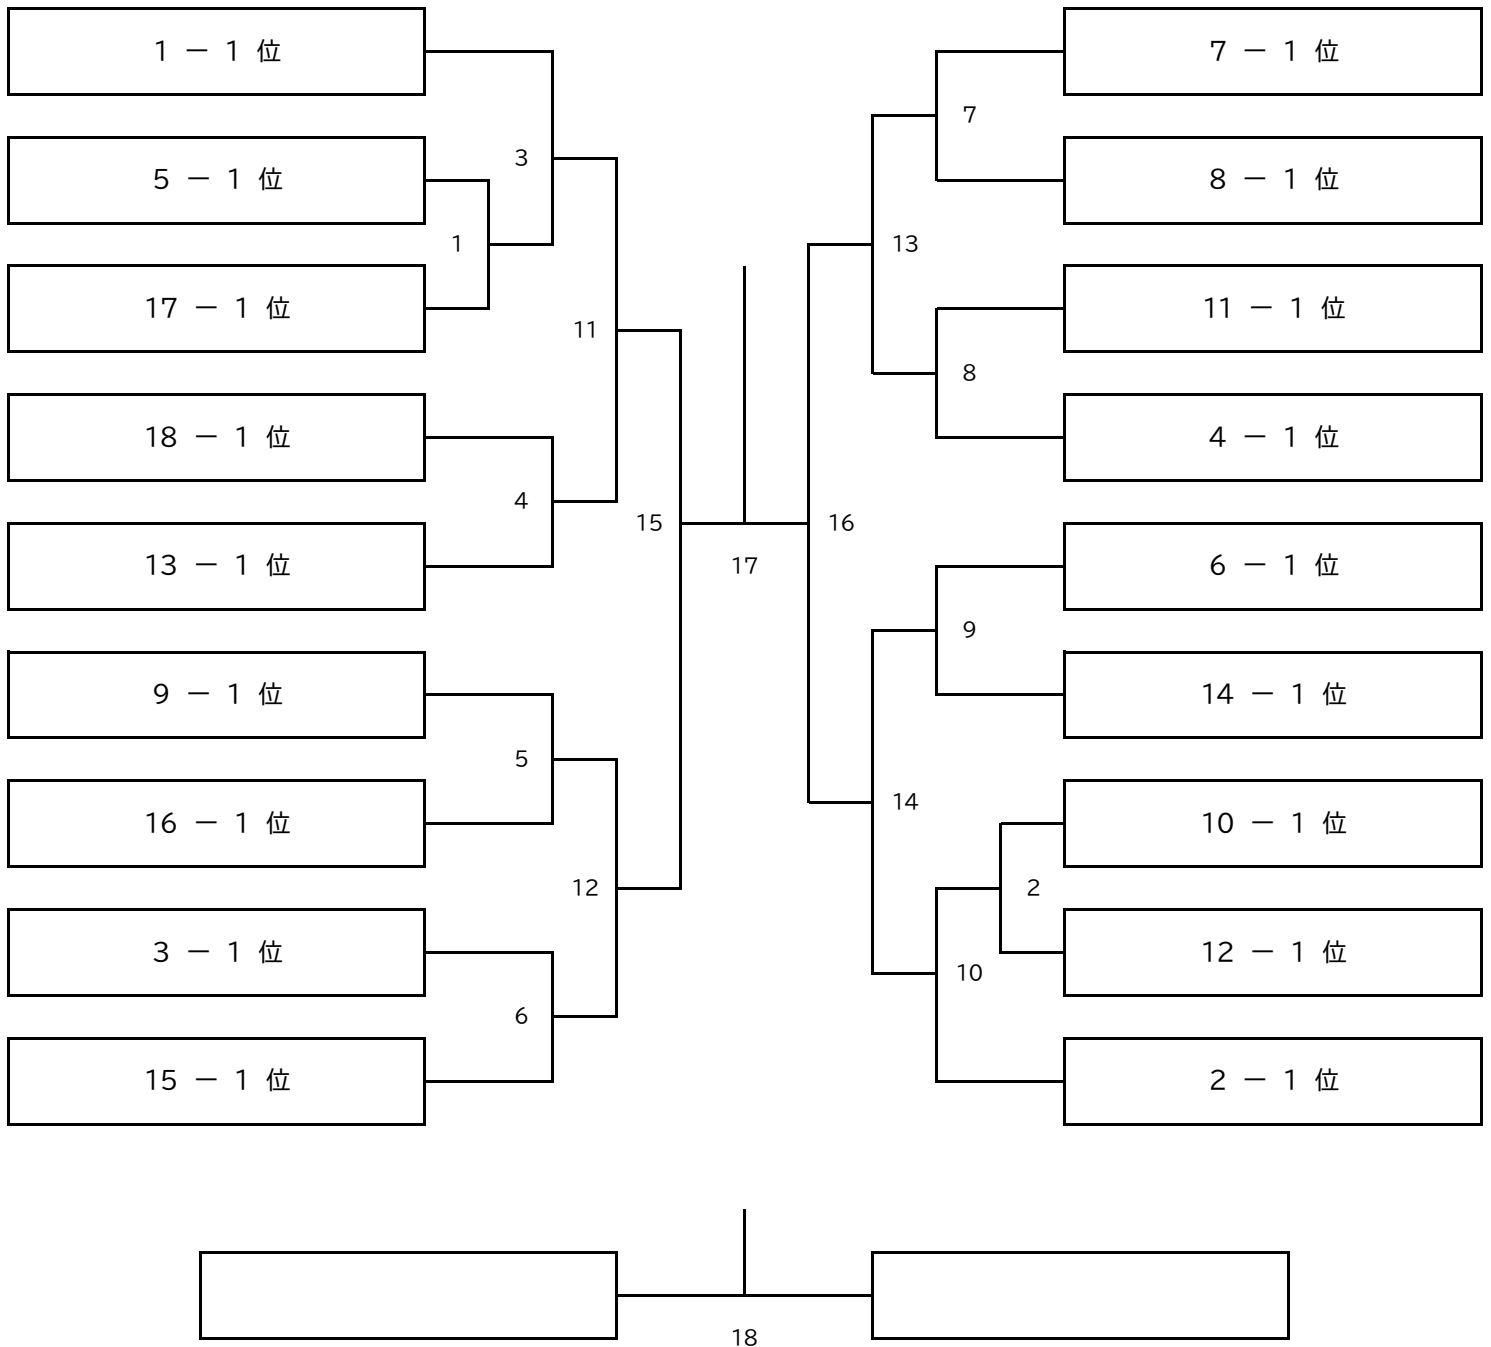 1 ー 1 位
5 ー 1 位
17 ー 1 位
18 ー 1 位
13 ー 1 位
9 ー 1 位
16 ー 1 位
3 ー 1 位
15 ー 1 位
1
3
4
5
6
11
12
15
17
16
13
14
7
8
9
10
2
7 ー 1 位
8 ー 1 位
11 ー 1 位
4 ー 1 位
6 ー 1 位
14 ー 1 位
10 ー 1 位
12 ー 1 位
2 ー 1 位
18